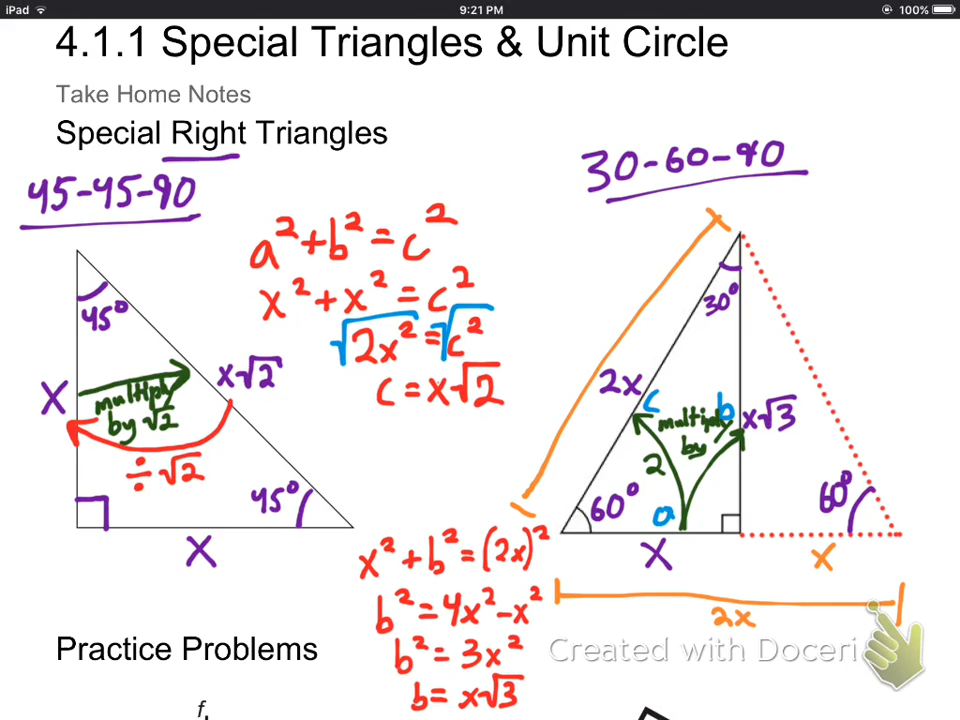 iPad
9:21 PM
100%
4.1.1 Special Triangles & Unit Circle
Take Home Notes
Special Right Triangles
45-45-90
30-60-90
a²+b²=c²
x²+x²=c²
√2x²=√c²
c=x√2
45°
x
multiply
by √2
x√2
÷√2
45°
x
30°
2x
c
b
x√3
multiply
by
2
60°
a
60°
x
x
2x
x²+b²=(2x)²
b²=4x²-x²
b²=3x²
b=x√3
Practice Problems
Created with Doceri
f